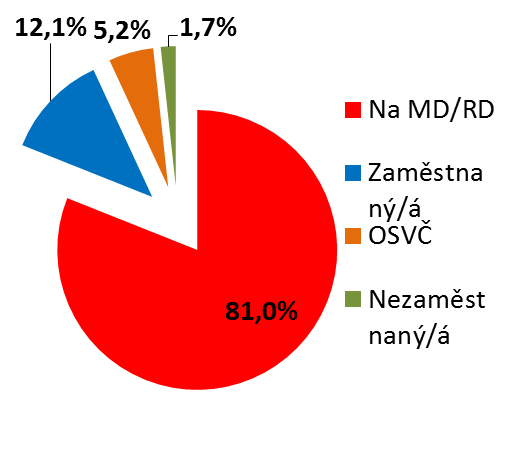 12,1%
5,2%
1,7%
81,0%
Na MD/RD
Zaměstna
ný/á
OSVČ
Nezaměst
naný/á